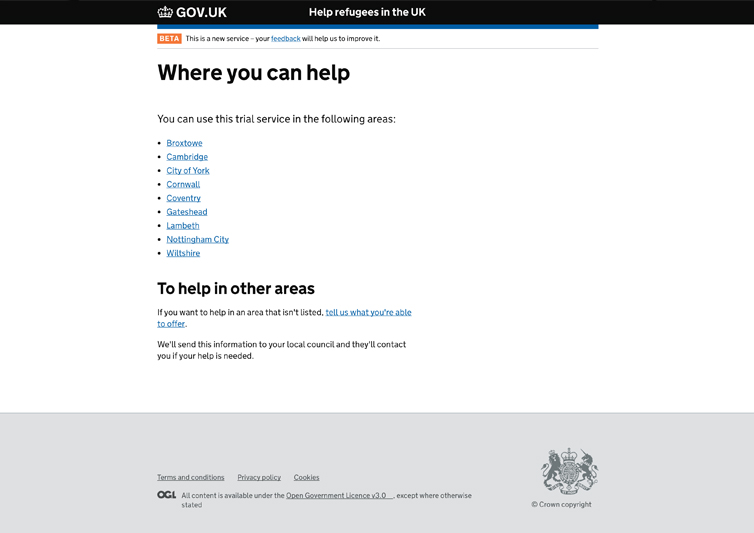 GOV.UK Help refugees in the UK
BETA This is a new service – your feedback will help us to improve it.
Where you can help
You can use this trial service in the following areas:
• Broxtowe
• Cambridge
• City of York
• Cornwall
• Coventry
• Gateshead
• Lambeth
• Nottingham City
• Wiltshire
To help in other areas
If you want to help in an area that isn't listed, tell us what you're able
to offer.
We'll send this information to your local council and they'll contact
you if your help is needed.
Terms and conditions Privacy policy Cookies
OGL All content is available under the Open Government Licence v3.0 , except where otherwise
stated
© Crown copyright